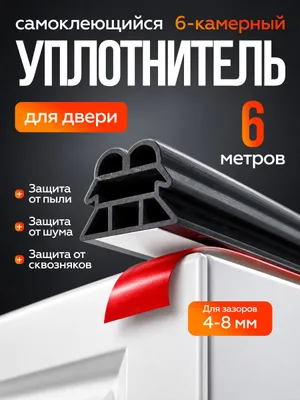 самоклеющийся 6-камерный
УПЛОТНИТЕЛЬ
для двери
6
метров
+ Защита
от пыли
+ Защита
от шума
+ Защита от
сквозняков
Для зазоров
4-8 мм